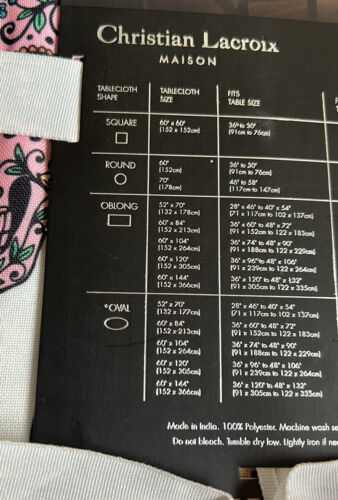 Christian Lacroix
MAISON
TABLECLOTH SHAPE TABLECLOTH SIZE FITS TABLE SIZE
SQUARE 60" x 60" 36" to 30"
(152 x 152cm) (91cm to 76cm)
ROUND 60" * 36" to 30"
(152cm) (91cm to 76cm)
70" 46" to 58"
(178cm) (117cm to 147cm)
OBLONG 52" x 70" 28" x 46" to 40" x 54"
(132 x 178cm) (71 x 117cm to 102 x 137cm)
60" x 84" 36" x 60" to 48" x 72"
(152 x 213cm) (91 x 152cm to 122 x 183cm)
60" x 104" 36" x 74" to 48" x 90"
(152 x 264cm) (91 x 188cm to 122 x 229cm)
60" x 120" 36" x 96" to 48" x 106"
(152 x 305cm) (91 x 239cm to 122 x 264cm)
60" x 144" 36" x 120" to 48" x 132"
(152 x 366cm) (91 x 305cm to 122 x 335cm)
*OVAL 52" x 70" 28" x 46" to 40" x 54"
(132 x 177cm) (71 x 117cm to 102 x 137cm)
60" x 84" 36" x 60" to 48" x 72"
(152 x 213cm) (91 x 152cm to 122 x 183cm)
60" x 104" 36" x 74" to 48" x 90"
(152 x 264cm) (91 x 188cm to 122 x 229cm)
60" x 120" 36" x 96" to 48" x 106"
(152 x 305cm) (91 x 239cm to 122 x 264cm)
60" x 144" 36" x 120" to 48" x 132"
(152 x 366cm) (91 x 305cm to 122 x 335cm)
Made in India. 100% Polyester. Machine wash se
Do not bleach. Tumble dry low. Lightly iron if nee